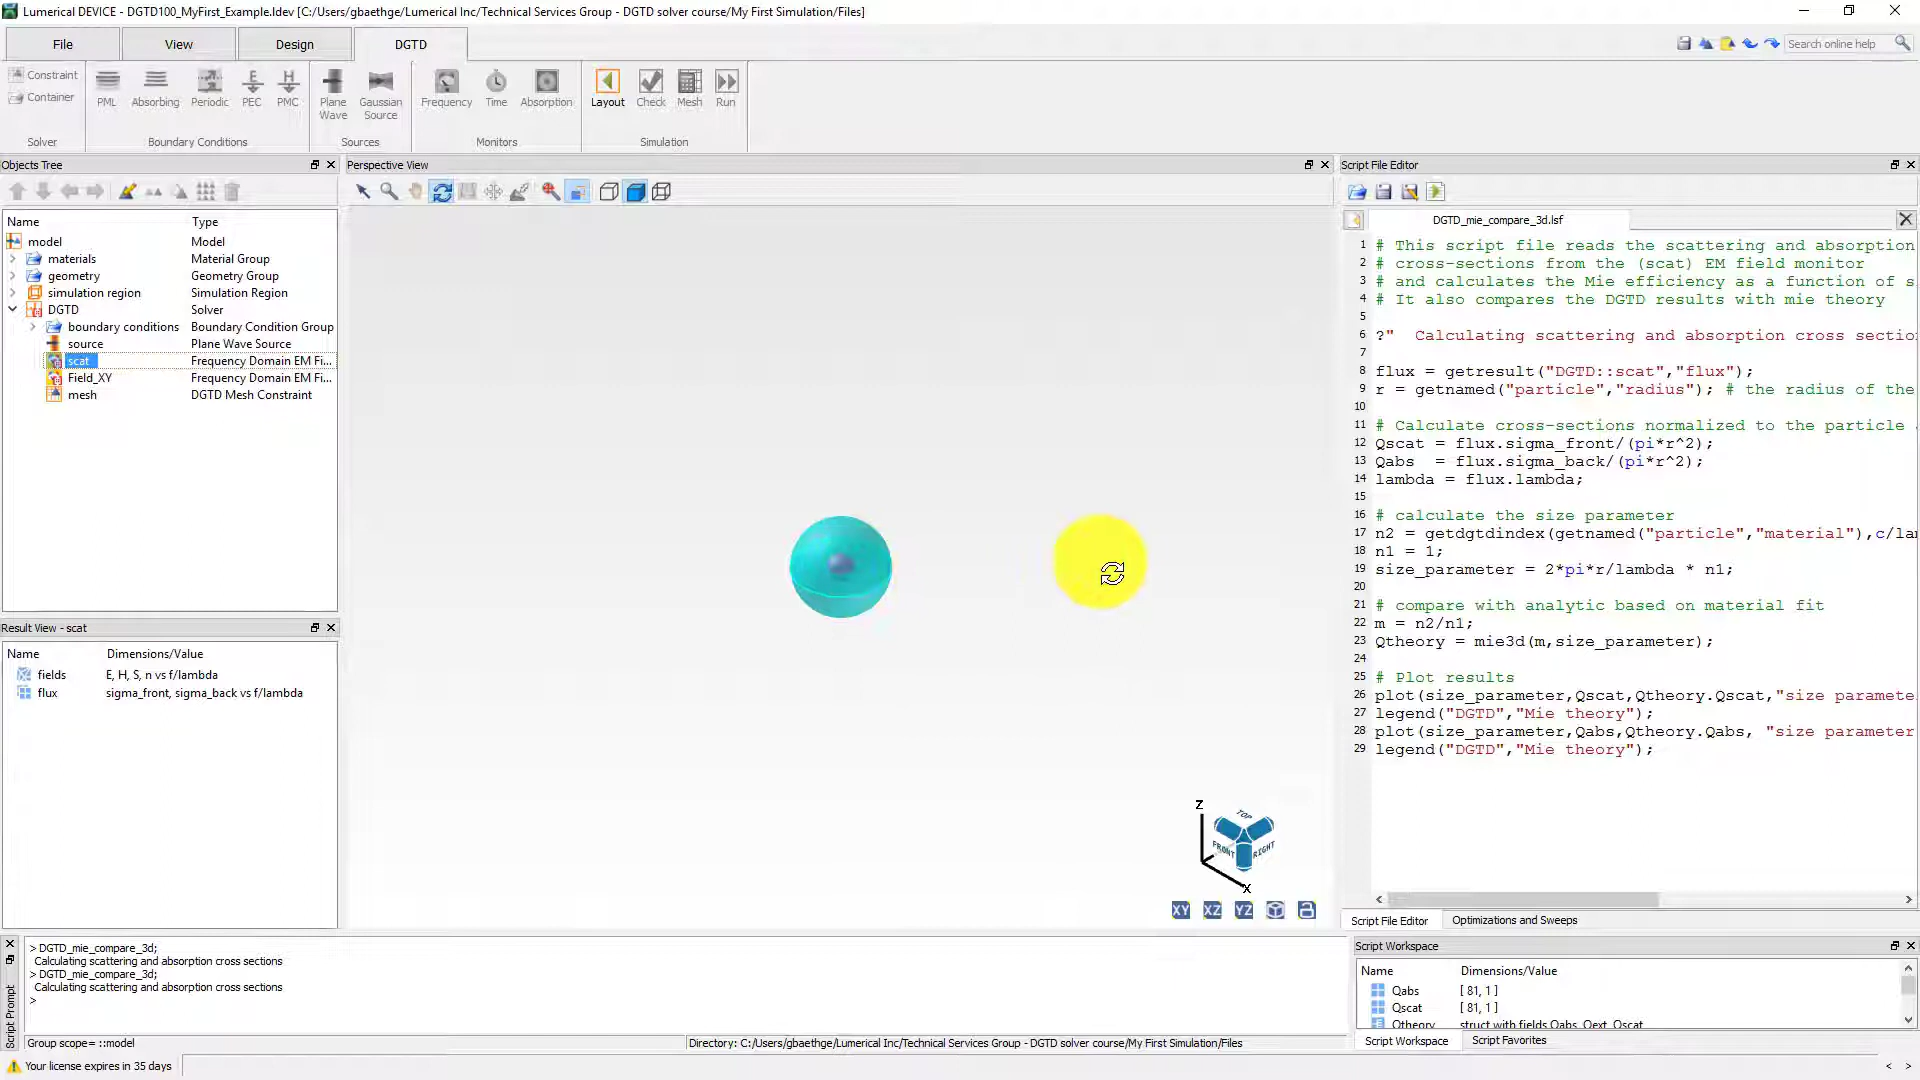 Lumerical DEVICE - DGTD100_MyFirst_Example.ldev [C:/Users/gbaethge/Lumerical Inc/Technical Services Group - DGTD solver course/My First Simulation/Files]
File
View
Design
DGTD
Search online help
Constraint
Container
PML
Absorbing
Periodic
PEC
PMC
Plane Wave
Gaussian Source
Frequency
Time
Absorption
Layout
Check
Mesh
Run
Solver
Boundary Conditions
Sources
Monitors
Simulation
Objects Tree
Name Type
model Model
materials Material Group
geometry Geometry Group
simulation region Simulation Region
DGTD Solver
boundary conditions Boundary Condition Group
source Plane Wave Source
scat Frequency Domain EM Fi...
Field_XY Frequency Domain EM Fi...
mesh DGTD Mesh Constraint
Result View - scat
Name Dimensions/Value
fields E, H, S, n vs f/lambda
flux sigma_front, sigma_back vs f/lambda
Perspective View
Z
X
TOP
FRONT
RIGHT
XY
XZ
YZ
Script File Editor
DGTD_mie_compare_3d.lsf
1 # This script file reads the scattering and absorption
2 # cross-sections from the (scat) EM field monitor
3 # and calculates the Mie efficiency as a function of s
4 # It also compares the DGTD results with mie theory
5
6 ?" Calculating scattering and absorption cross sectio
7
8 flux = getresult("DGTD::scat","flux");
9 r = getnamed("particle","radius"); # the radius of the
10
11 # Calculate cross-sections normalized to the particle
12 Qscat = flux.sigma_front/(pi*r^2);
13 Qabs  = flux.sigma_back/(pi*r^2);
14 lambda = flux.lambda;
15
16 # calculate the size parameter
17 n2 = getdgtdindex(getnamed("particle","material"),c/la
18 n1 = 1;
19 size_parameter = 2*pi*r/lambda * n1;
20
21 # compare with analytic based on material fit
22 m = n2/n1;
23 Qtheory = mie3d(m,size_parameter);
24
25 # Plot results
26 plot(size_parameter,Qscat,Qtheory.Qscat,"size paramete
27 legend("DGTD","Mie theory");
28 plot(size_parameter,Qabs,Qtheory.Qabs, "size parameter
29 legend("DGTD","Mie theory");
Script File Editor
Optimizations and Sweeps
Script Prompt
> DGTD_mie_compare_3d;
Calculating scattering and absorption cross sections
> DGTD_mie_compare_3d;
Calculating scattering and absorption cross sections
>
Group scope= ::model
Directory: C:/Users/gbaethge/Lumerical Inc/Technical Services Group - DGTD solver course/My First Simulation/Files
Script Workspace
Name Dimensions/Value
Qabs [ 81, 1 ]
Qscat [ 81, 1 ]
Qtheory struct with fields Qabs, Qext, Qscat
Script Workspace
Script Favorites
Your license expires in 35 days